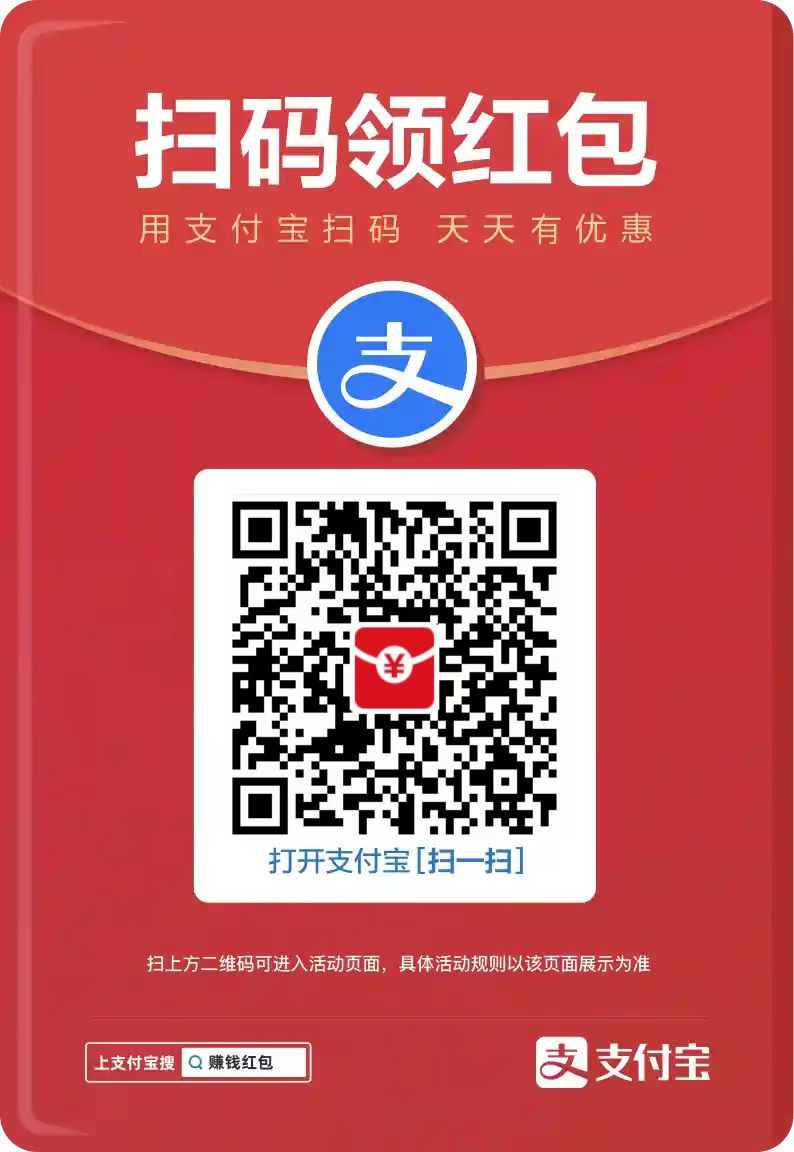 扫码领红包
用支付宝扫码 天天有优惠
支
¥
打开支付宝[扫一扫]
扫上方二维码可进入活动页面，具体活动规则以该页面展示为准
上支付宝搜 赚钱红包
支 支付宝